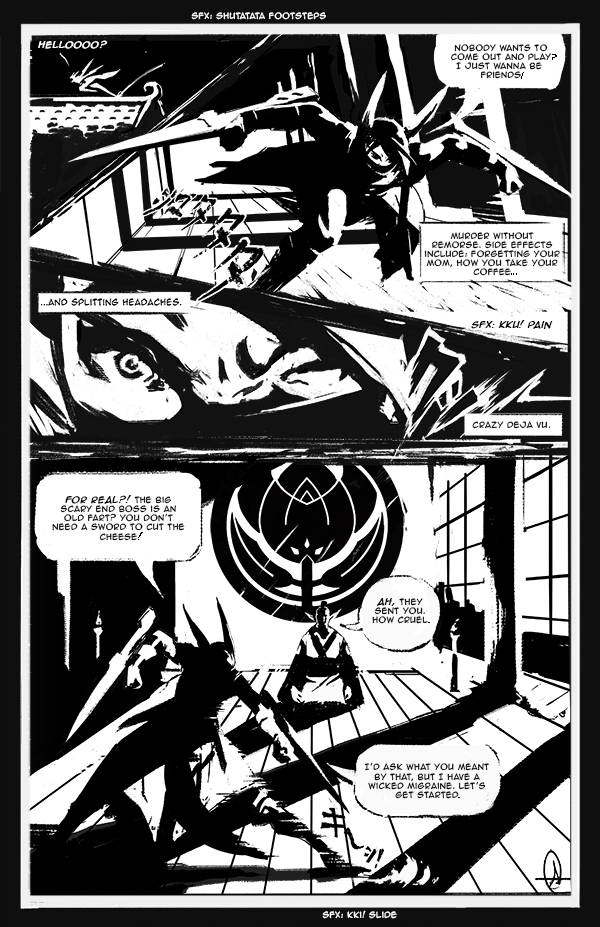 SFX: SHUTATATA FOOTSTEPS
HELLOOOO?
NOBODY WANTS TO
COME OUT AND PLAY?
I JUST WANNA BE
FRIENDS!
MURDER WITHOUT
REMORSE. SIDE EFFECTS
INCLUDE: FORGETTING YOUR
MOM, HOW YOU TAKE YOUR
COFFEE...
...AND SPLITTING HEADACHES.
SFX: KKU! PAIN
CRAZY DEJA VU.
FOR REAL?! THE BIG
SCARY END BOSS IS AN
OLD FART? YOU DON'T
NEED A SWORD TO CUT THE
CHEESE!
AH, THEY
SENT YOU.
HOW CRUEL.
I'D ASK WHAT YOU MEANT
BY THAT, BUT I HAVE A
WICKED MIGRAINE. LET'S
GET STARTED.
SFX: KKI! SLIDE